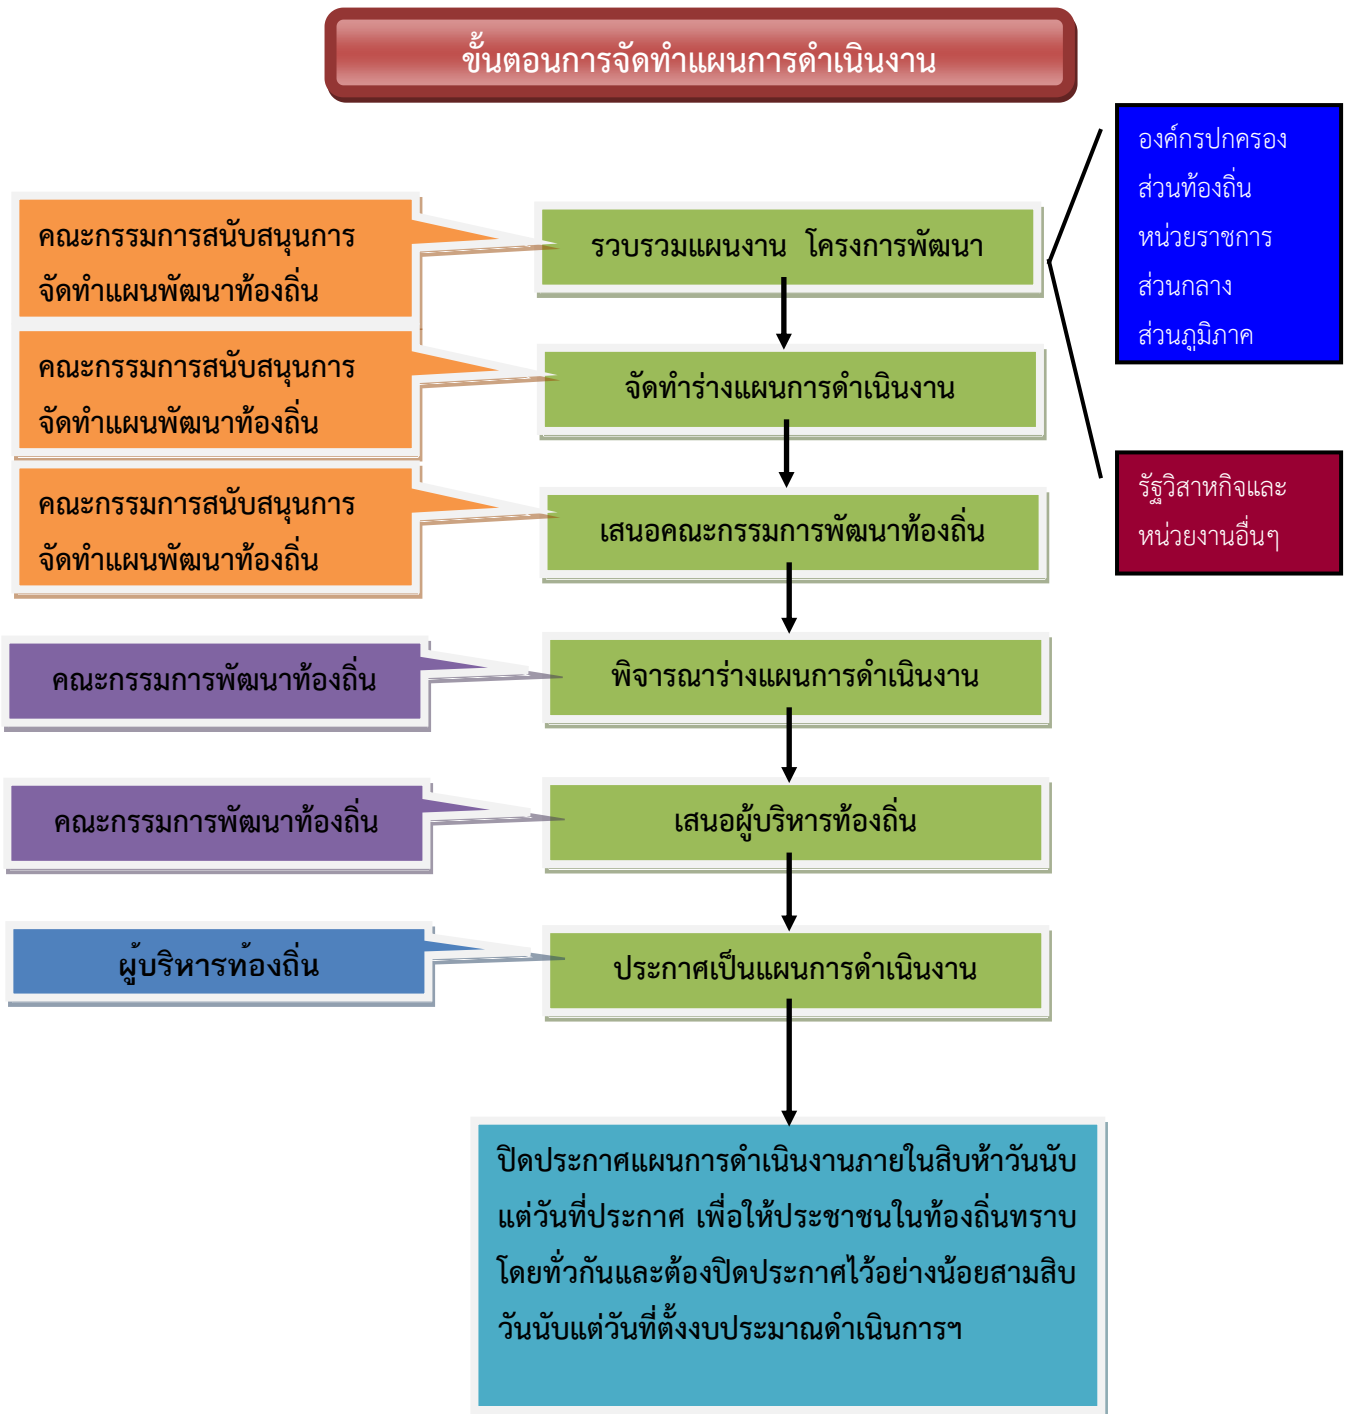 ขั้นตอนการจัดทำแผนการดำเนินงาน
องค์กรปกครอง
ส่วนท้องถิ่น
หน่วยราชการ
ส่วนกลาง
ส่วนภูมิภาค
คณะกรรมการสนับสนุนการ
จัดทำแผนพัฒนาท้องถิ่น
รวบรวมแผนงาน โครงการพัฒนา
คณะกรรมการสนับสนุนการ
จัดทำแผนพัฒนาท้องถิ่น
จัดทำร่างแผนการดำเนินงาน
คณะกรรมการสนับสนุนการ
จัดทำแผนพัฒนาท้องถิ่น
เสนอคณะกรรมการพัฒนาท้องถิ่น
รัฐวิสาหกิจและ
หน่วยงานอื่นๆ
คณะกรรมการพัฒนาท้องถิ่น
พิจารณาร่างแผนการดำเนินงาน
คณะกรรมการพัฒนาท้องถิ่น
เสนอผู้บริหารท้องถิ่น
ผู้บริหารท้องถิ่น
ประกาศเป็นแผนการดำเนินงาน
ปิดประกาศแผนการดำเนินงานภายในสิบห้าวันนับ
แต่วันที่ประกาศ เพื่อให้ประชาชนในท้องถิ่นทราบ
โดยทั่วกันและต้องปิดประกาศไว้อย่างน้อยสามสิบ
วันนับแต่วันที่ตั้งงบประมาณดำเนินการฯ